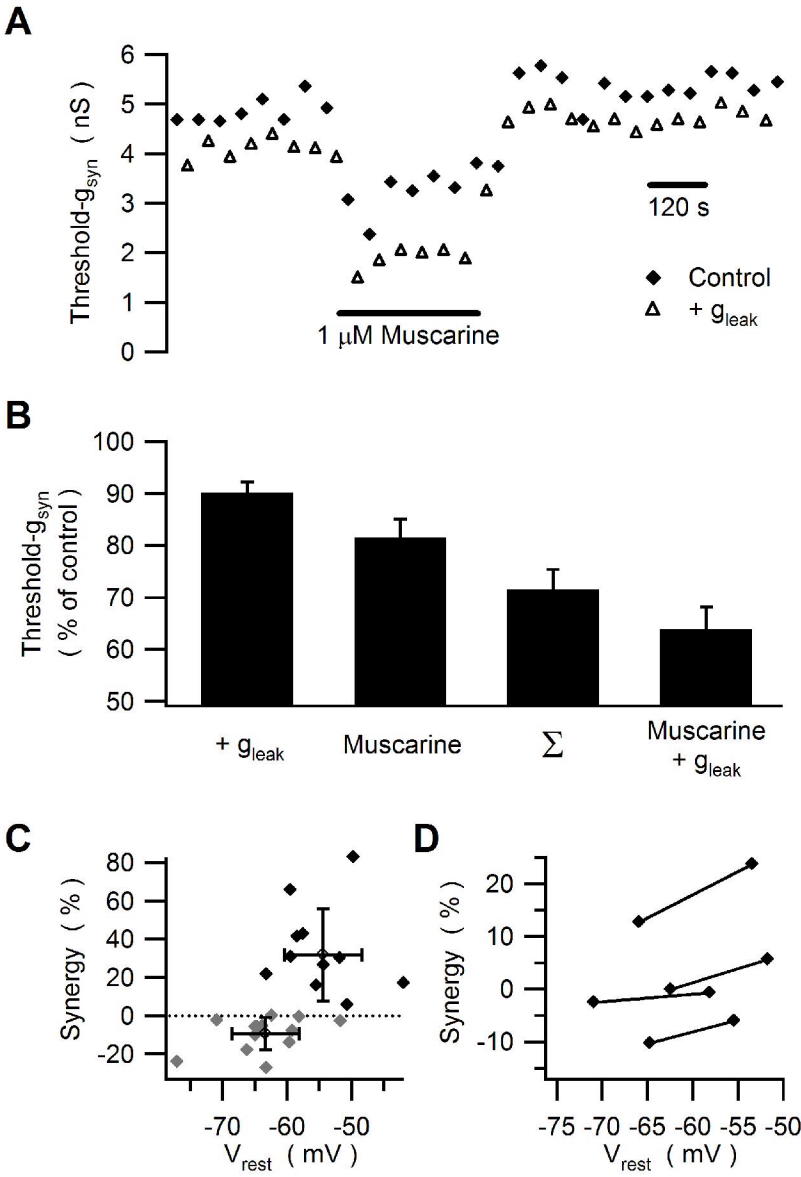 A
Threshold-gsyn ( nS )
6
5
4
3
2
1
0
120 s
Control
+ gleak
1 μM Muscarine
B
Threshold-gsyn
( % of control )
100
90
80
70
60
50
+ gleak
Muscarine
Σ
Muscarine
+ gleak
C
Synergy ( % )
80
60
40
20
0
-20
-70 -60 -50
Vrest ( mV )
D
Synergy ( % )
20
10
0
-10
-75 -70 -65 -60 -55 -50
Vrest ( mV )